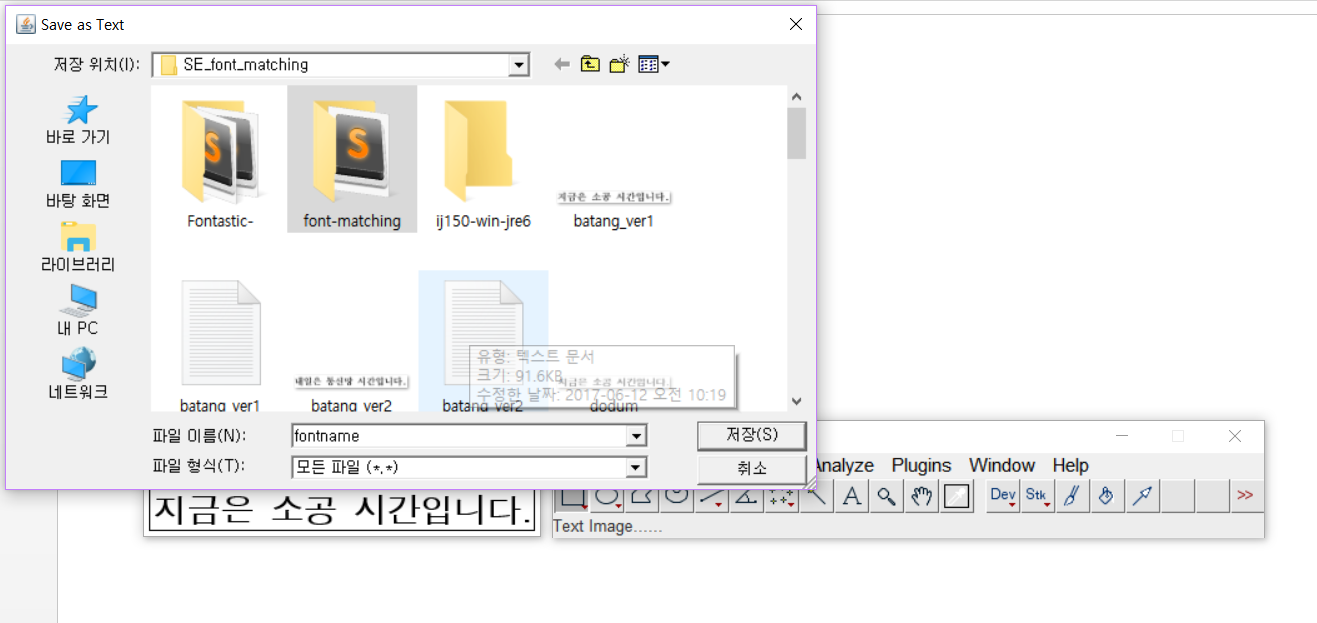 Save as Text
저장 위치(I):
SE_font_matching
바로 가기
바탕 화면
라이브러리
내 PC
네트워크
Fontastic-
font-matching
ij150-win-jre6
지금은 소공 시간입니다.
batang_ver1
batang_ver1
내일은 통신망 시간입니다.
batang_ver2
batang_ver2
지금은 소공 시간입니다.
dodum
유형: 텍스트 문서
크기: 91.6KB
수정한 날짜: 2017-06-12 오전 10:19
파일 이름(N):
fontname
저장(S)
파일 형식(T):
모든 파일 (*.*)
취소
Analyze Plugins Window Help
Dev Stk >>
A
Text Image......
지금은 소공 시간입니다.